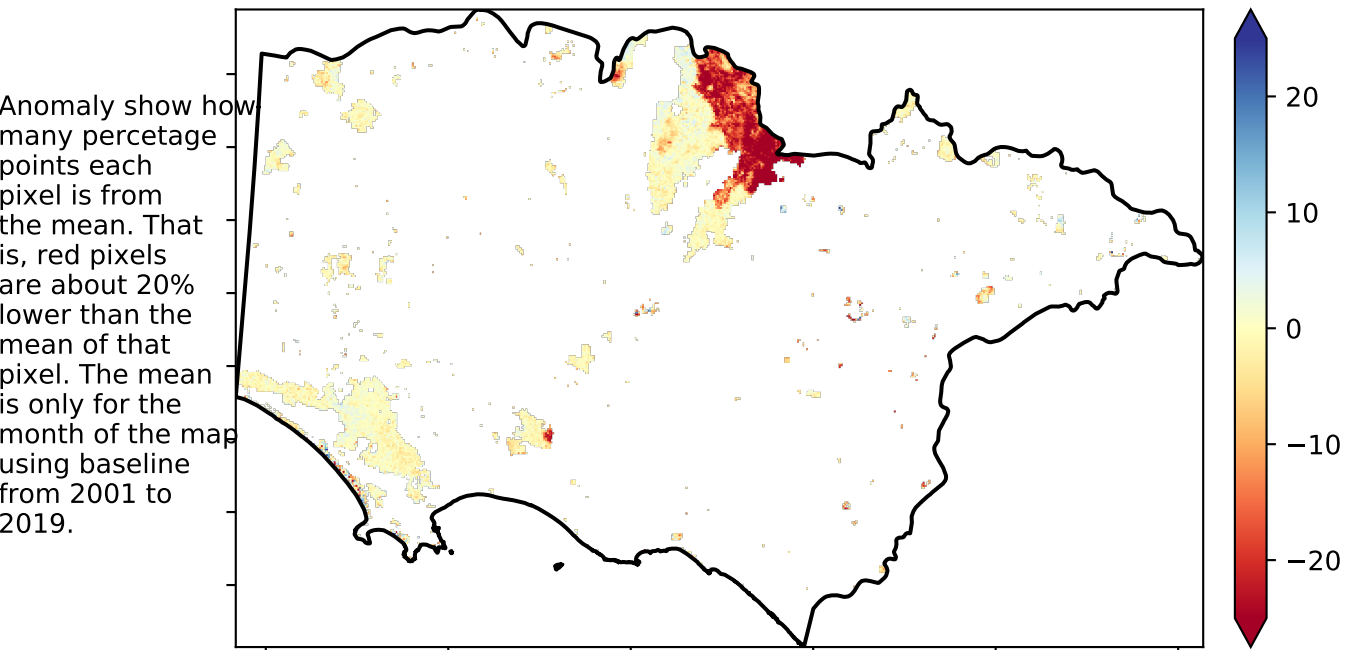 Anomaly show how
many percetage
points each
pixel is from
the mean. That
is, red pixels
are about 20%
lower than the
mean of that
pixel. The mean
is only for the
month of the map
using baseline
from 2001 to
2019.
20
10
0
−10
−20